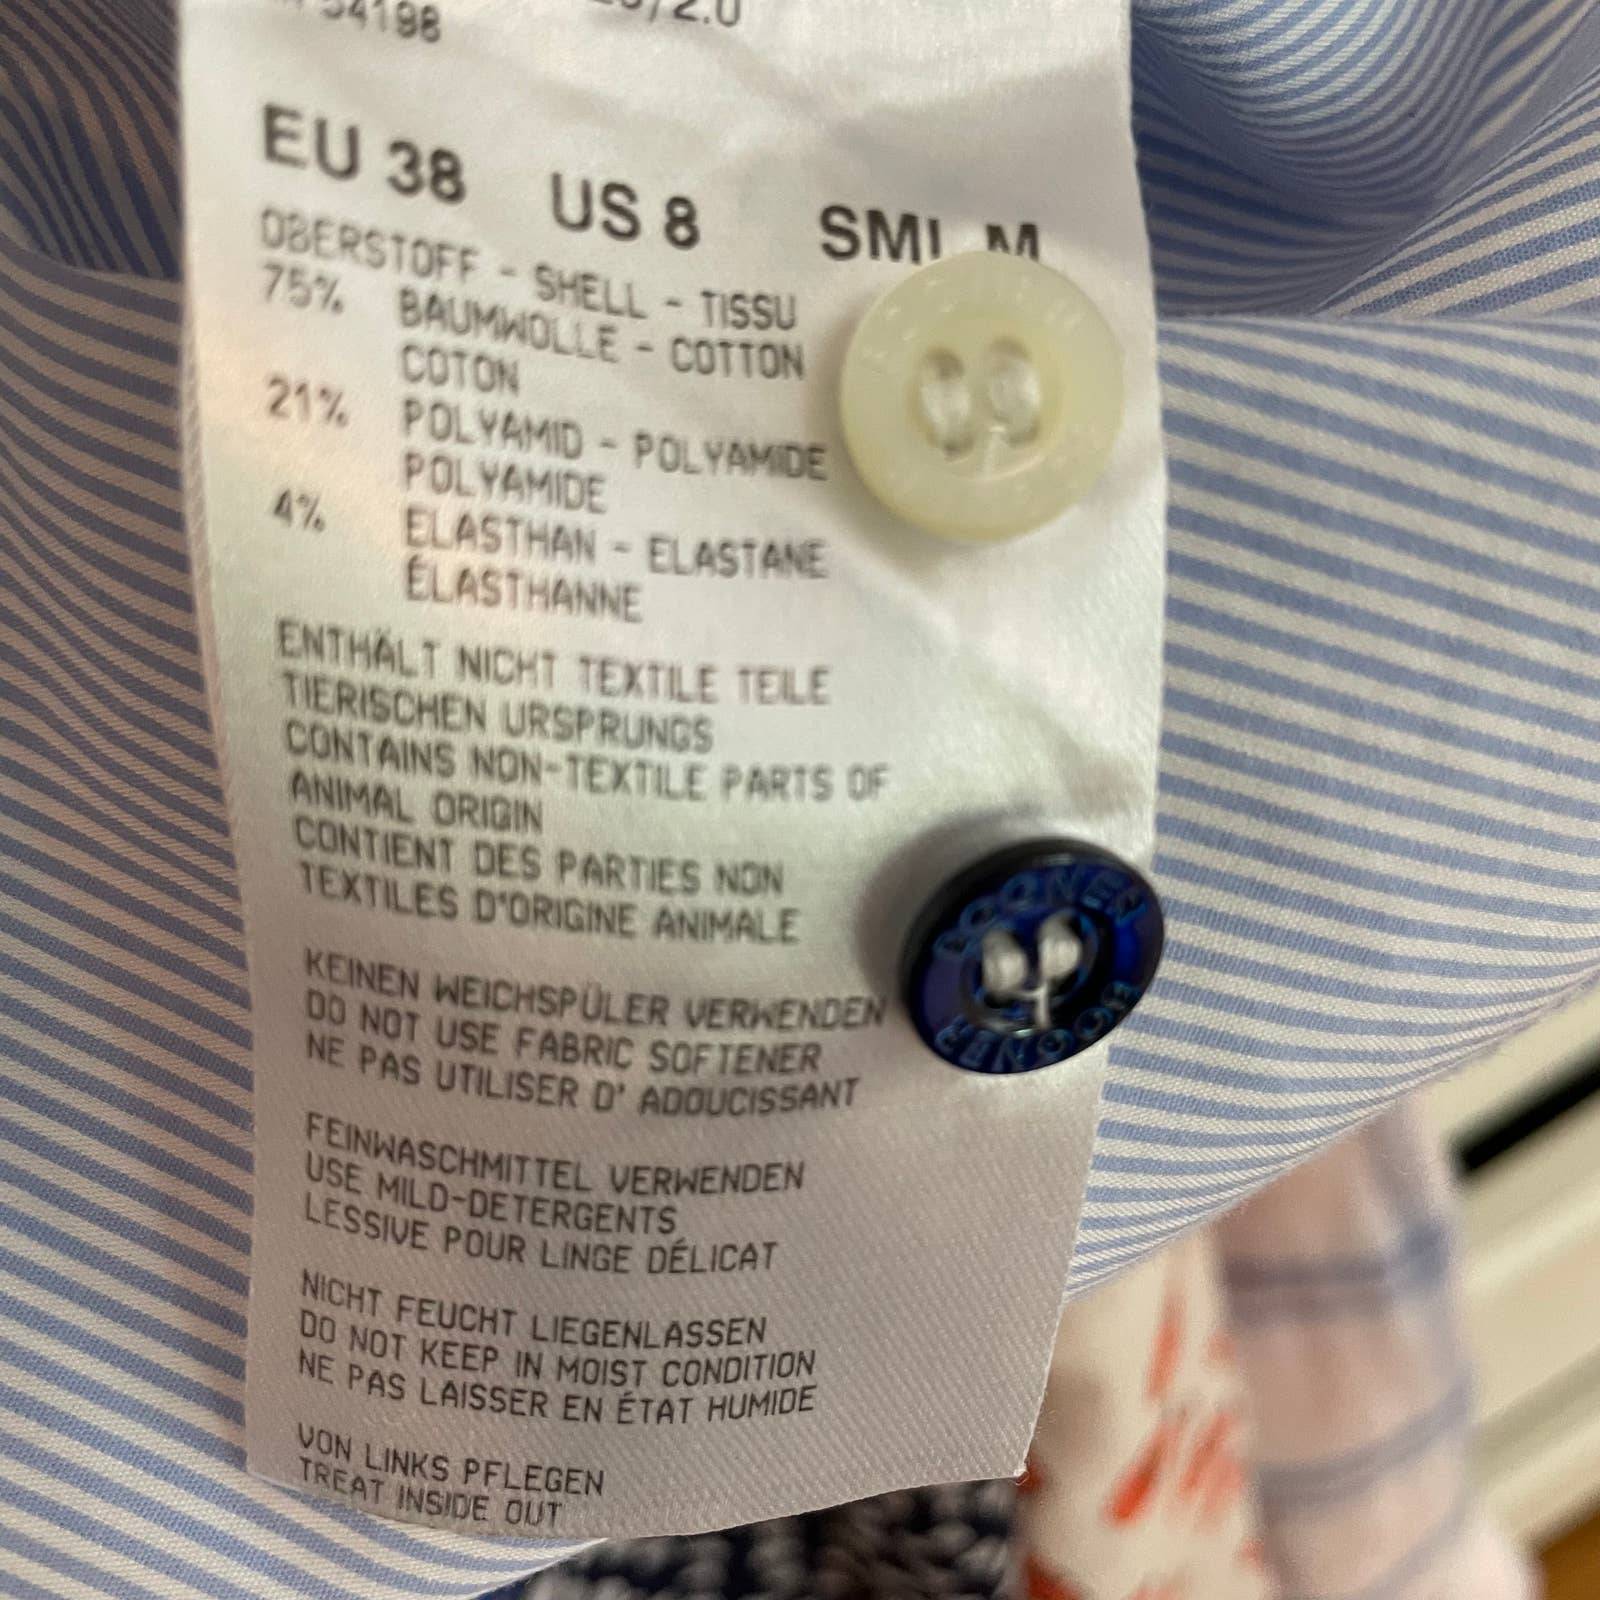 54198
/2.0
EU 38 US 8 SML M
OBERSTOFF - SHELL - TISSU
75% BAUMWOLLE - COTTON
COTON
21% POLYAMID - POLYAMIDE
POLYAMIDE
4% ELASTHAN - ELASTANE
ÉLASTHANNE
ENTHÄLT NICHT TEXTILE TEILE
TIERISCHEN URSPRUNGS
CONTAINS NON-TEXTILE PARTS OF
ANIMAL ORIGIN
CONTIENT DES PARTIES NON
TEXTILES D'ORIGINE ANIMALE
KEINEN WEICHSPÜLER VERWENDEN
DO NOT USE FABRIC SOFTENER
NE PAS UTILISER D' ADOUCISSANT
FEINWASCHMITTEL VERWENDEN
USE MILD-DETERGENTS
LESSIVE POUR LINGE DÉLICAT
NICHT FEUCHT LIEGENLASSEN
DO NOT KEEP IN MOIST CONDITION
NE PAS LAISSER EN ÉTAT HUMIDE
VON LINKS PFLEGEN
TREAT INSIDE OUT
BOGNER
BOGNER